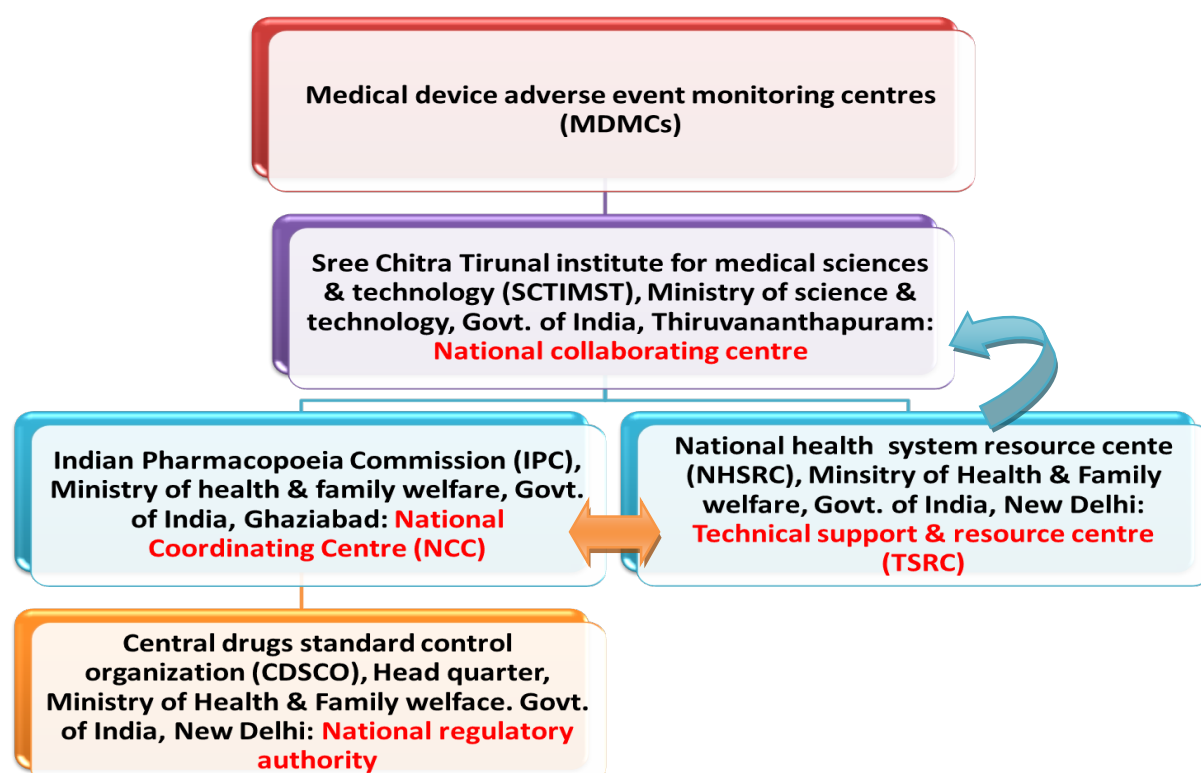 Medical device adverse event monitoring centres
(MDMCs)
Sree Chitra Tirunal institute for medical sciences
& technology (SCTIMST), Ministry of science &
technology, Govt. of India, Thiruvananthapuram:
National collaborating centre
Indian Pharmacopoeia Commission (IPC),
Ministry of health & family welfare, Govt.
of India, Ghaziabad: National
Coordinating Centre (NCC)
National health system resource cente
(NHSRC), Minsitry of Health & Family
welfare, Govt. of India, New Delhi:
Technical support & resource centre
(TSRC)
Central drugs standard control
organization (CDSCO), Head quarter,
Ministry of Health & Family welface. Govt.
of India, New Delhi: National regulatory
authority